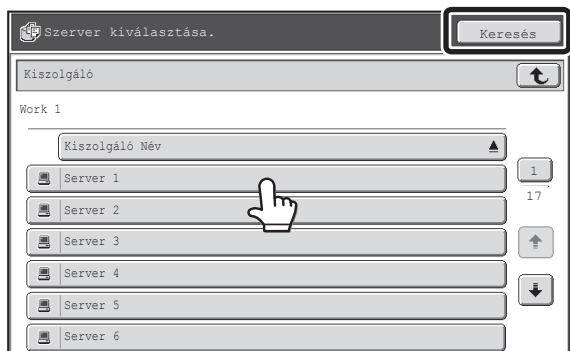 Szerver kiválasztása.
Keresés
Kiszolgáló
Work 1
Kiszolgáló Név
Server 1
1
17
Server 2
Server 3
Server 4
Server 5
Server 6